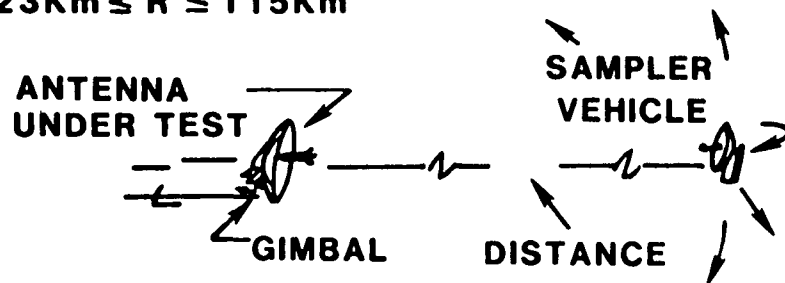 23Km ≤ R ≤ 115Km
SAMPLER
VEHICLE
ANTENNA
UNDER TEST
GIMBAL
DISTANCE